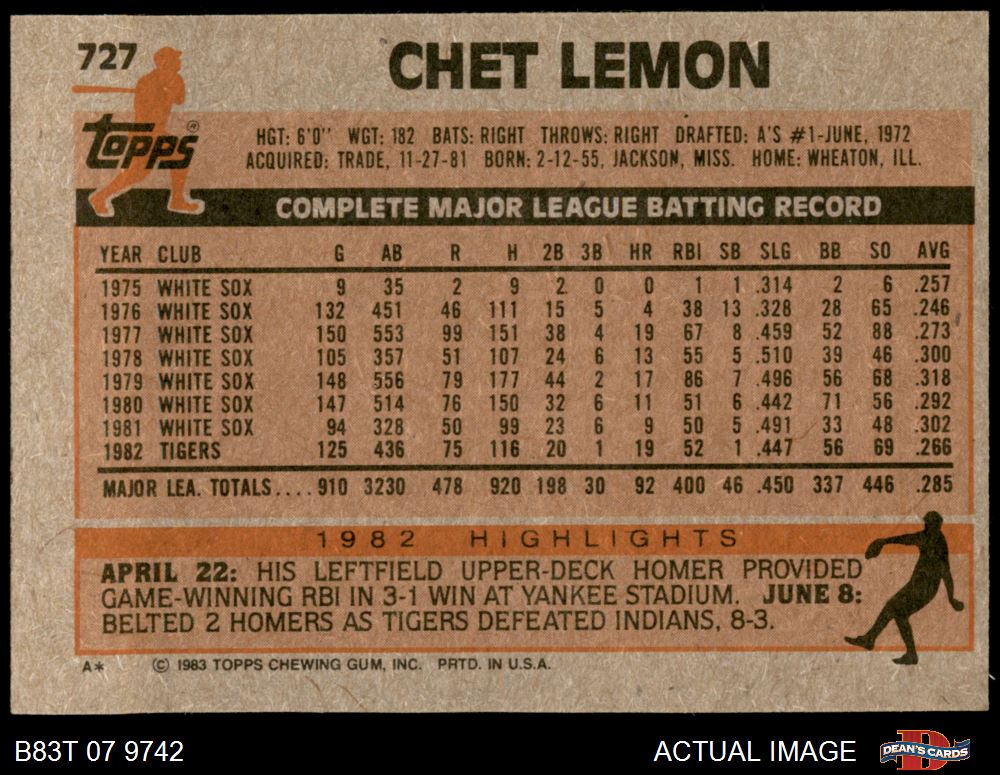 727
CHET LEMON
topps®
HGT: 6'0" WGT: 182 BATS: RIGHT THROWS: RIGHT DRAFTED: A'S #1-JUNE, 1972
ACQUIRED: TRADE, 11-27-81 BORN: 2-12-55, JACKSON, MISS. HOME: WHEATON, ILL.
COMPLETE MAJOR LEAGUE BATTING RECORD
YEAR CLUB G AB R H 2B 3B HR RBI SB SLG BB SO AVG
1975 WHITE SOX 9 35 2 9 2 0 0 1 1 .314 2 6 .257
1976 WHITE SOX 132 451 46 111 15 5 4 38 13 .328 28 65 .246
1977 WHITE SOX 150 553 99 151 38 4 19 67 8 .459 52 88 .273
1978 WHITE SOX 105 357 51 107 24 6 13 55 5 .510 39 46 .300
1979 WHITE SOX 148 556 79 177 44 2 17 86 7 .496 56 68 .318
1980 WHITE SOX 147 514 76 150 32 6 11 51 6 .442 71 56 .292
1981 WHITE SOX 94 328 50 99 23 6 9 50 5 .491 33 48 .302
1982 TIGERS 125 436 75 116 20 1 19 52 1 .447 56 69 .266
MAJOR LEA. TOTALS.... 910 3230 478 920 198 30 92 400 46 .450 337 446 .285
1982 HIGHLIGHTS
APRIL 22: HIS LEFTFIELD UPPER-DECK HOMER PROVIDED
GAME-WINNING RBI IN 3-1 WIN AT YANKEE STADIUM. JUNE 8:
BELTED 2 HOMERS AS TIGERS DEFEATED INDIANS, 8-3.
A* © 1983 TOPPS CHEWING GUM, INC. PRTD. IN U.S.A.
B83T 07 9742 ACTUAL IMAGE D DEAN'S CARDS